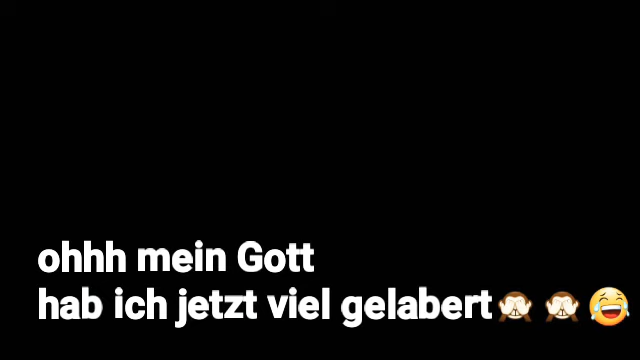 ohhh mein Gott
hab ich jetzt viel gelabert🙈 🙈 😂